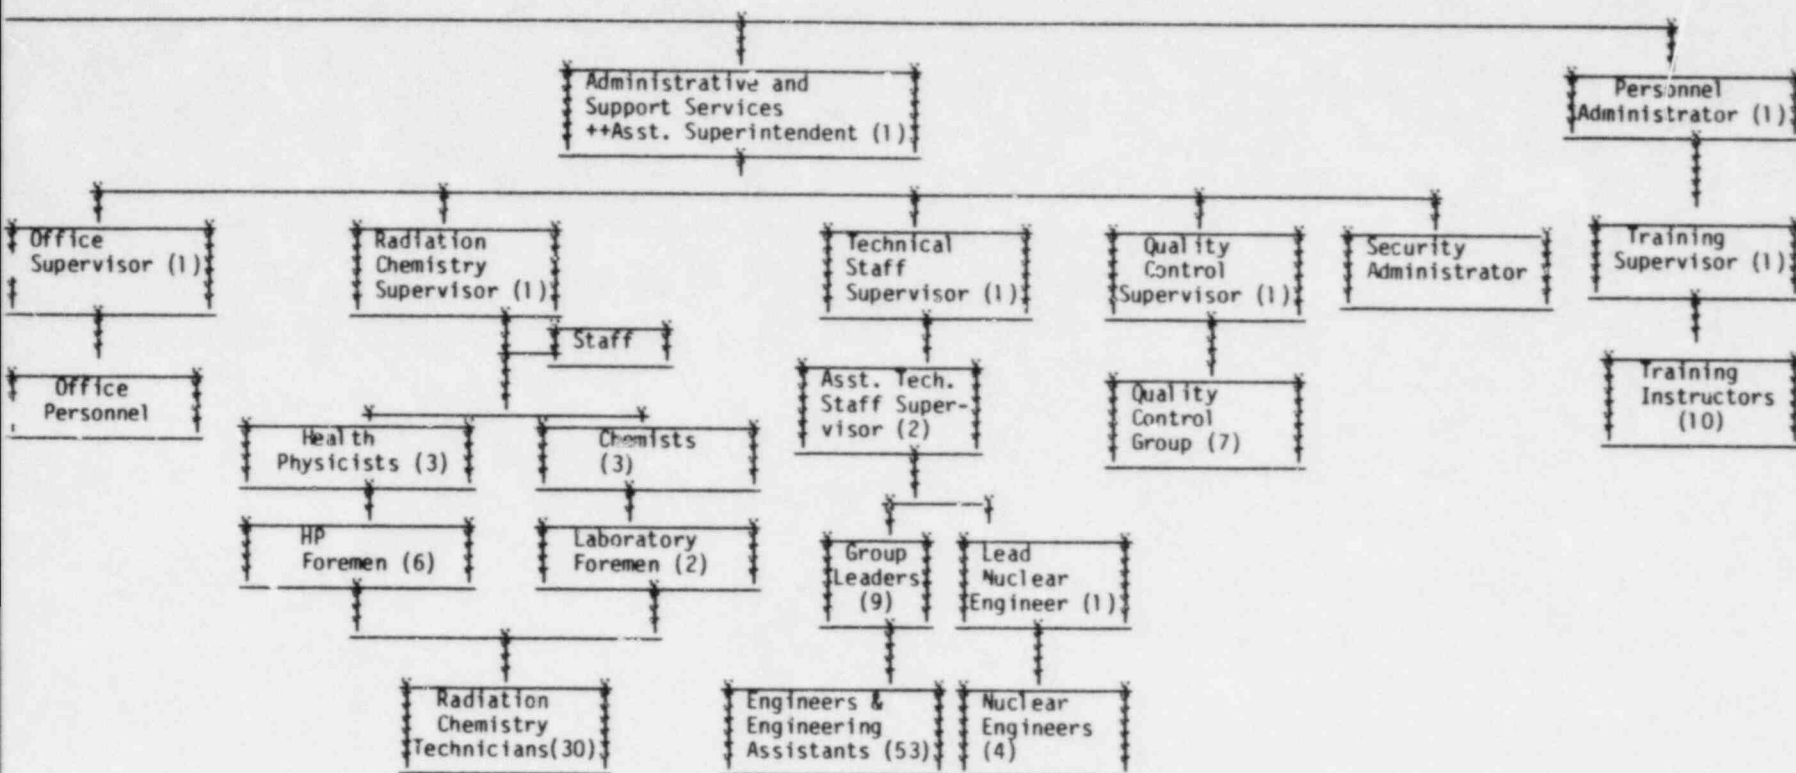 Administrative and
Support Services
++Asst. Superintendent (1)
Personnel
Administrator (1)
Office
Supervisor (1)
Radiation
Chemistry
Supervisor (1)
Technical
Staff
Supervisor (1)
Quality
Control
Supervisor (1)
Security
Administrator
Training
Supervisor (1)
Staff
Office
Personnel
Asst. Tech.
Staff Super-
visor (2)
Quality
Control
Group (7)
Training
Instructors
(10)
Health
Physicists (3)
Chemists
(3)
HP
Foremen (6)
Laboratory
Foremen (2)
Group
Leaders
(9)
Lead
Nuclear
Engineer (1)
Radiation
Chemistry
Technicians(30)
Engineers &
Engineering
Assistants (53)
Nuclear
Engineers
(4)